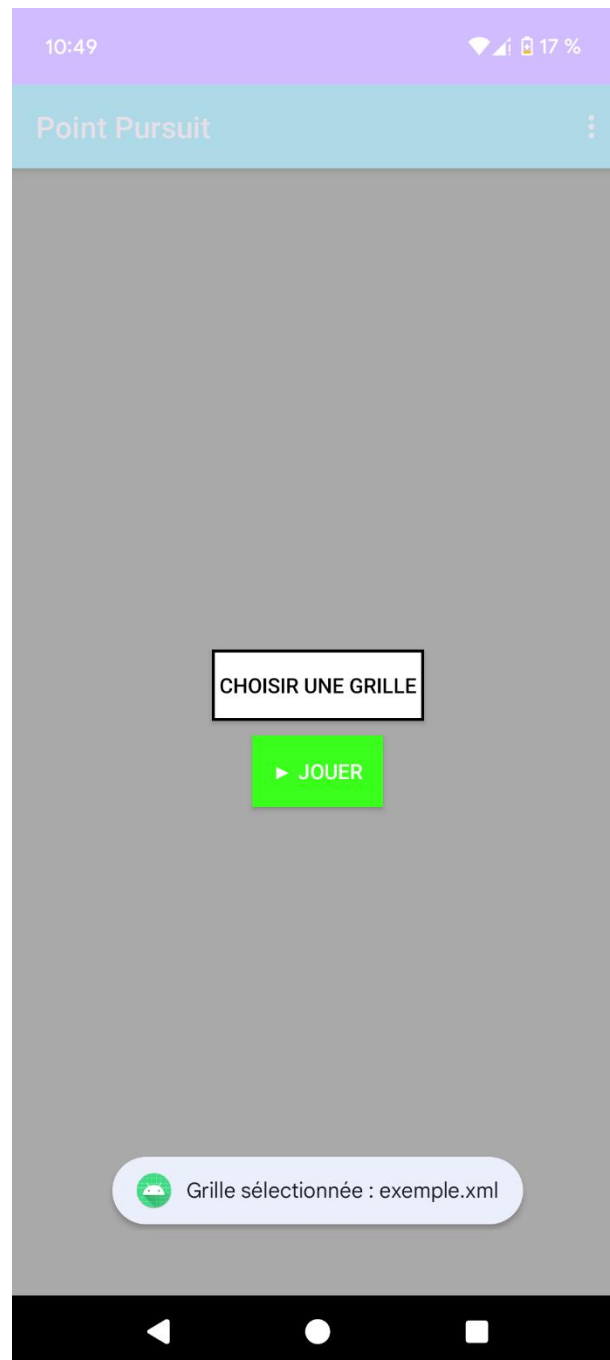 10:49 17 %
Point Pursuit
CHOISIR UNE GRILLE
► JOUER
Grille sélectionnée : exemple.xml